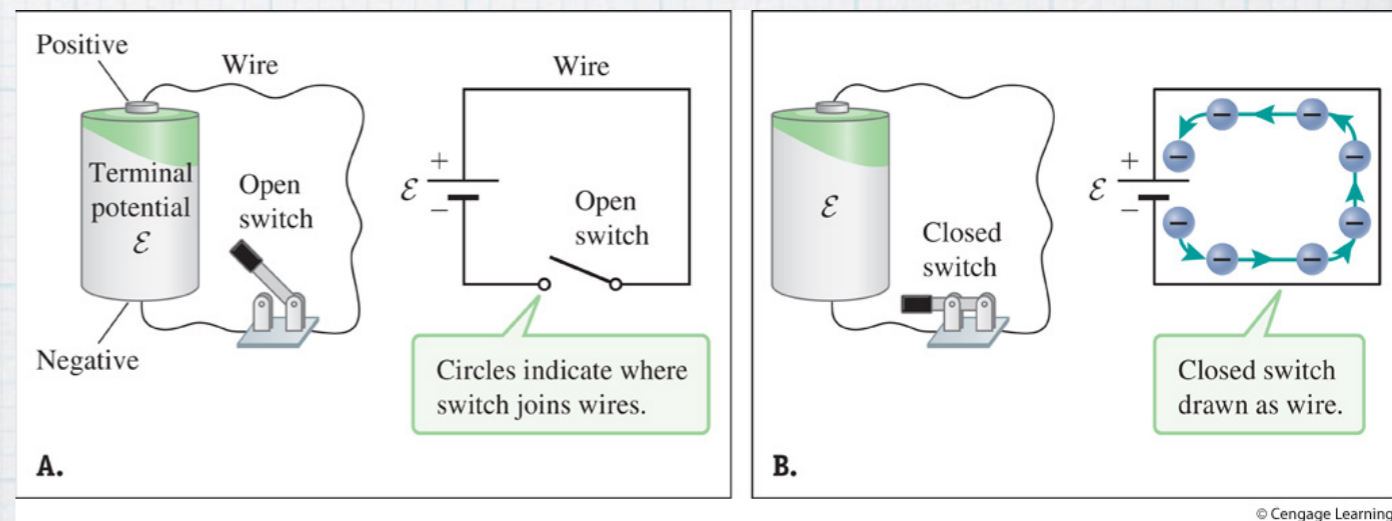 Positive
Wire
Terminal
potential
ℰ
Open
switch
Negative
A.
Wire
+
ℰ
−
Open
switch
Circles indicate where
switch joins wires.
ℰ
Closed
switch
B.
+
ℰ
−
− − − − − − − −
Closed switch
drawn as wire.
© Cengage Learning